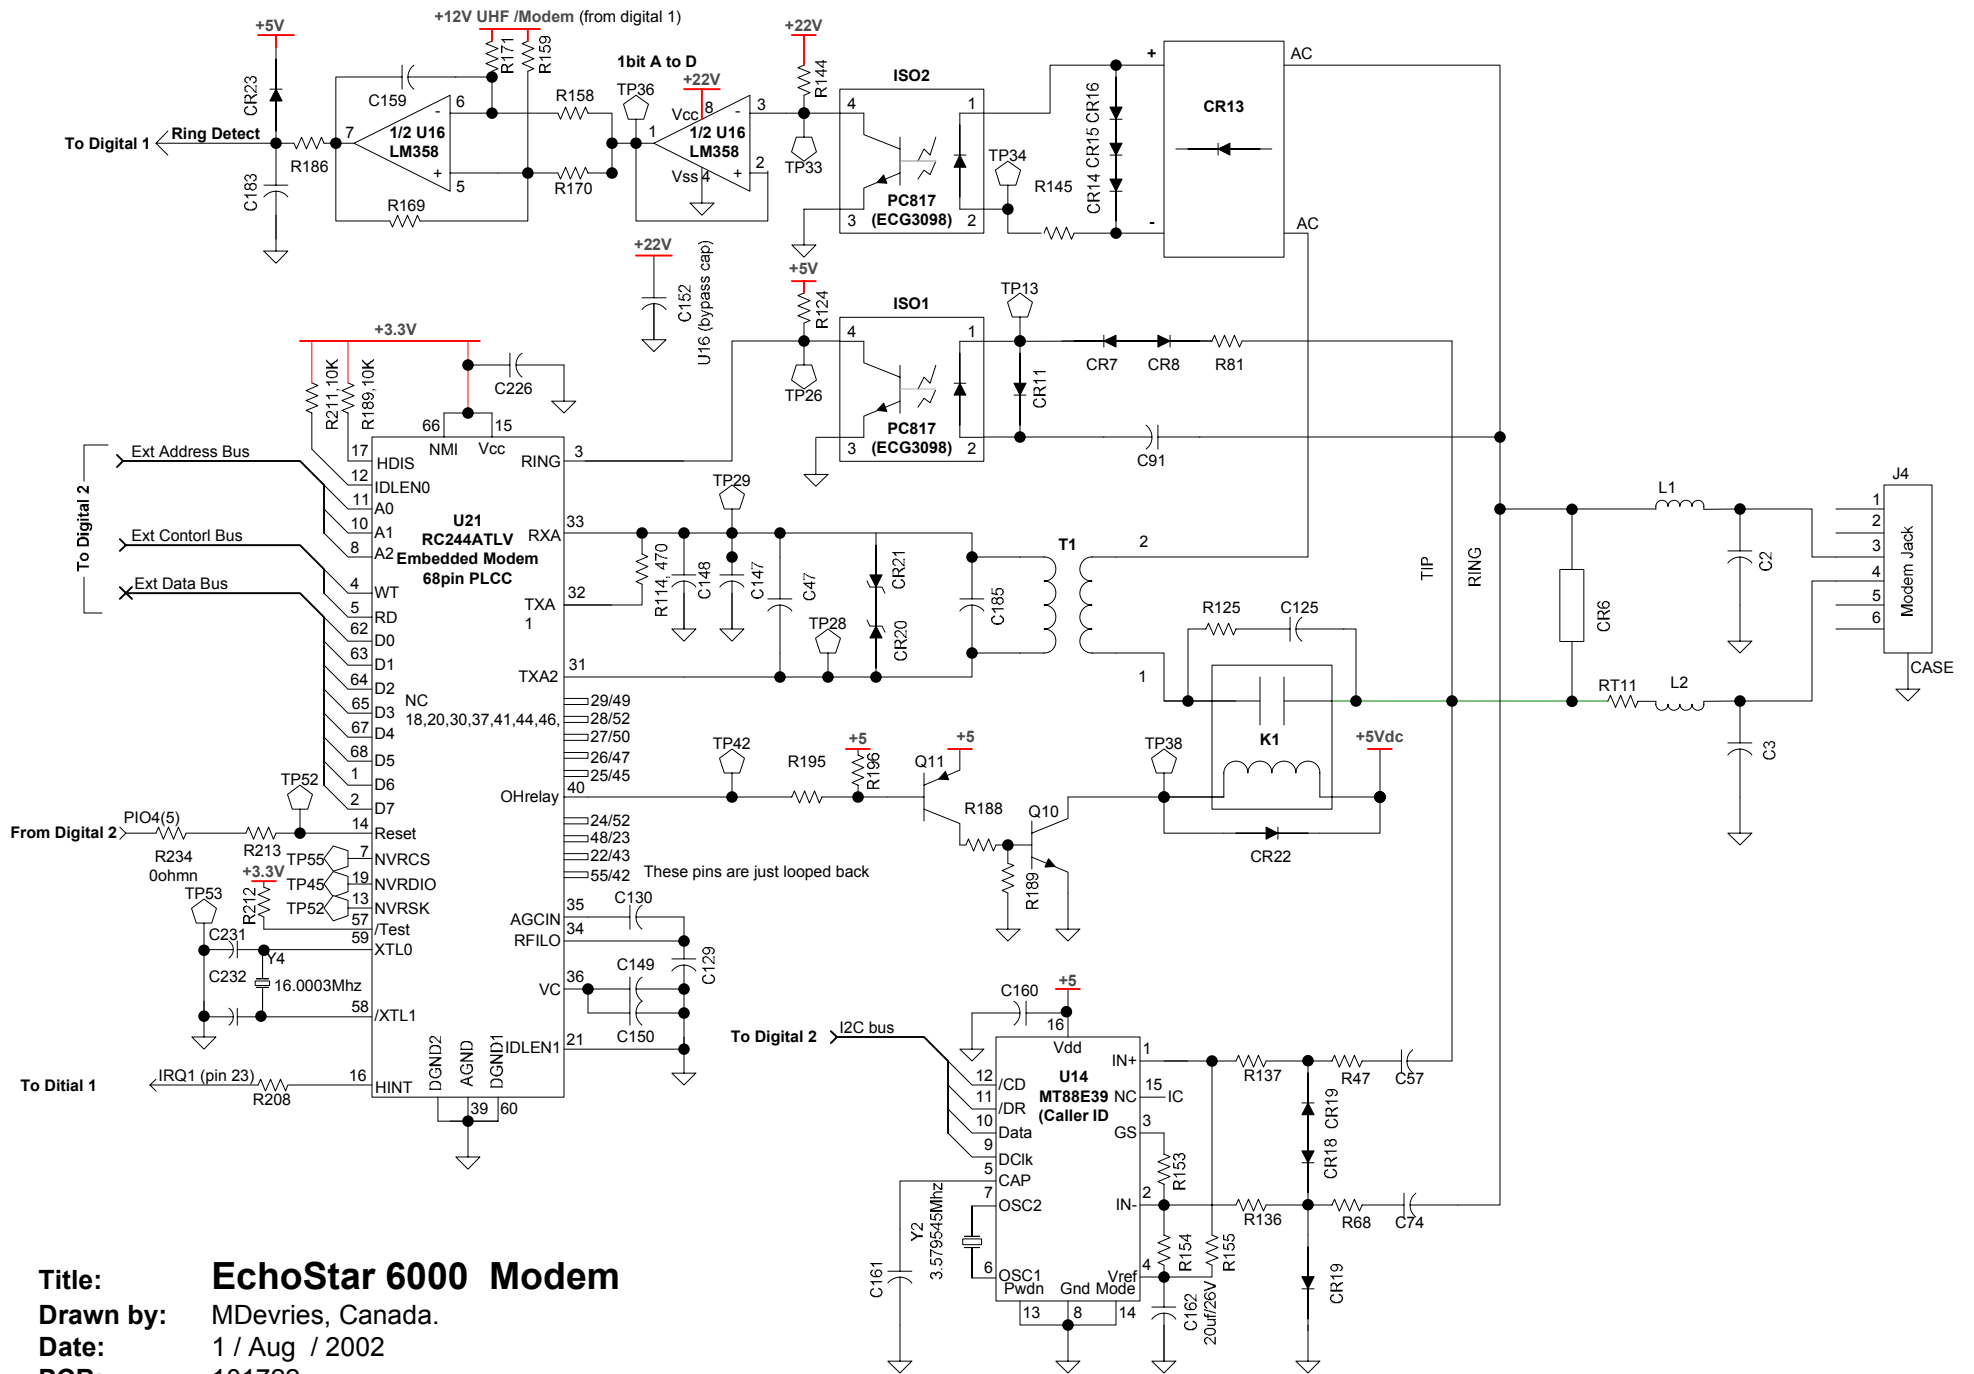 +5V
+12V UHF /Modem (from digital 1)
+22V
R171
R159
1bit A to D
R144
ISO2
+
AC
CR23
C159
6
-
R158
TP36
+22V
Vcc
8
3
-
4
1
CR14 CR15 CR16
CR13
To Digital 1
Ring Detect
7
1/2 U16
LM358
1
1/2 U16
LM358
TP33
TP34
R186
+
5
R170
Vss
4
2
+
R145
C183
R169
3
PC817
(ECG3098)
2
-
AC
+22V
C152
U16 (bypass cap)
+5V
R124
ISO1
TP13
+3.3V
4
1
CR7
CR8
R81
R211,10K
R189,10K
C226
TP26
CR11
66
15
NMI
Vcc
3
PC817
(ECG3098)
2
C91
To Digital 2
Ext Address Bus
17
HDIS
RING
3
12
IDLEN0
11
A0
10
A1
8
A2
U21
RC244ATLV
Embedded Modem
68pin PLCC
TP29
RXA
33
T1
2
L1
J4
1
2
3
4
5
6
Modem Jack
CASE
Ext Contorl Bus
Ext Data Bus
4
WT
5
RD
TXA
1
32
R114, 470
C148
C147
C47
CR21
CR20
C185
TIP
RING
CR6
C2
R125
C125
62
D0
63
D1
64
D2
65
D3
67
D4
68
D5
1
D6
2
D7
TP28
TXA2
31
1
RT11
L2
C3
NC
18,20,30,37,41,44,46,
29/49
28/52
27/50
26/47
25/45
K1
TP42
R195
+5
R196
+5
Q11
TP38
+5Vdc
OHrelay
40
R188
Q10
CR22
R189
TP52
From Digital 2
PIO4(5)
R234
0ohmn
R213
14
Reset
24/52
48/23
22/43
55/42
These pins are just looped back
TP55
7
NVRCS
+3.3V
TP45
19
NVRDIO
TP53
R212
TP52
13
NVRSK
57
/Test
59
XTL0
C231
Y4
C232
16.0003Mhz
58
/XTL1
AGCIN
35
C130
RFILO
34
C129
VC
36
C149
C150
IDLEN1
21
To Ditial 1
IRQ1 (pin 23)
R208
16
HINT
DGND2
AGND
DGND1
39
60
C160
+5
To Digital 2
I2C bus
16
Vdd
U14
MT88E39
(Caller ID
12
/CD
11
/DR
10
Data
9
DClk
5
CAP
7
OSC2
6
OSC1
IN+
1
NC
15
IC
GS
3
IN-
2
Vref
4
Pwdn
Gnd
Mode
13
8
14
R137
R47
C57
CR18 CR19
R153
R136
R68
C74
R154
R155
C161
Y2
3.579545Mhz
C162
20uf/26V
CR19
Title: EchoStar 6000 Modem
Drawn by: MDevries, Canada.
Date: 1 / Aug / 2002